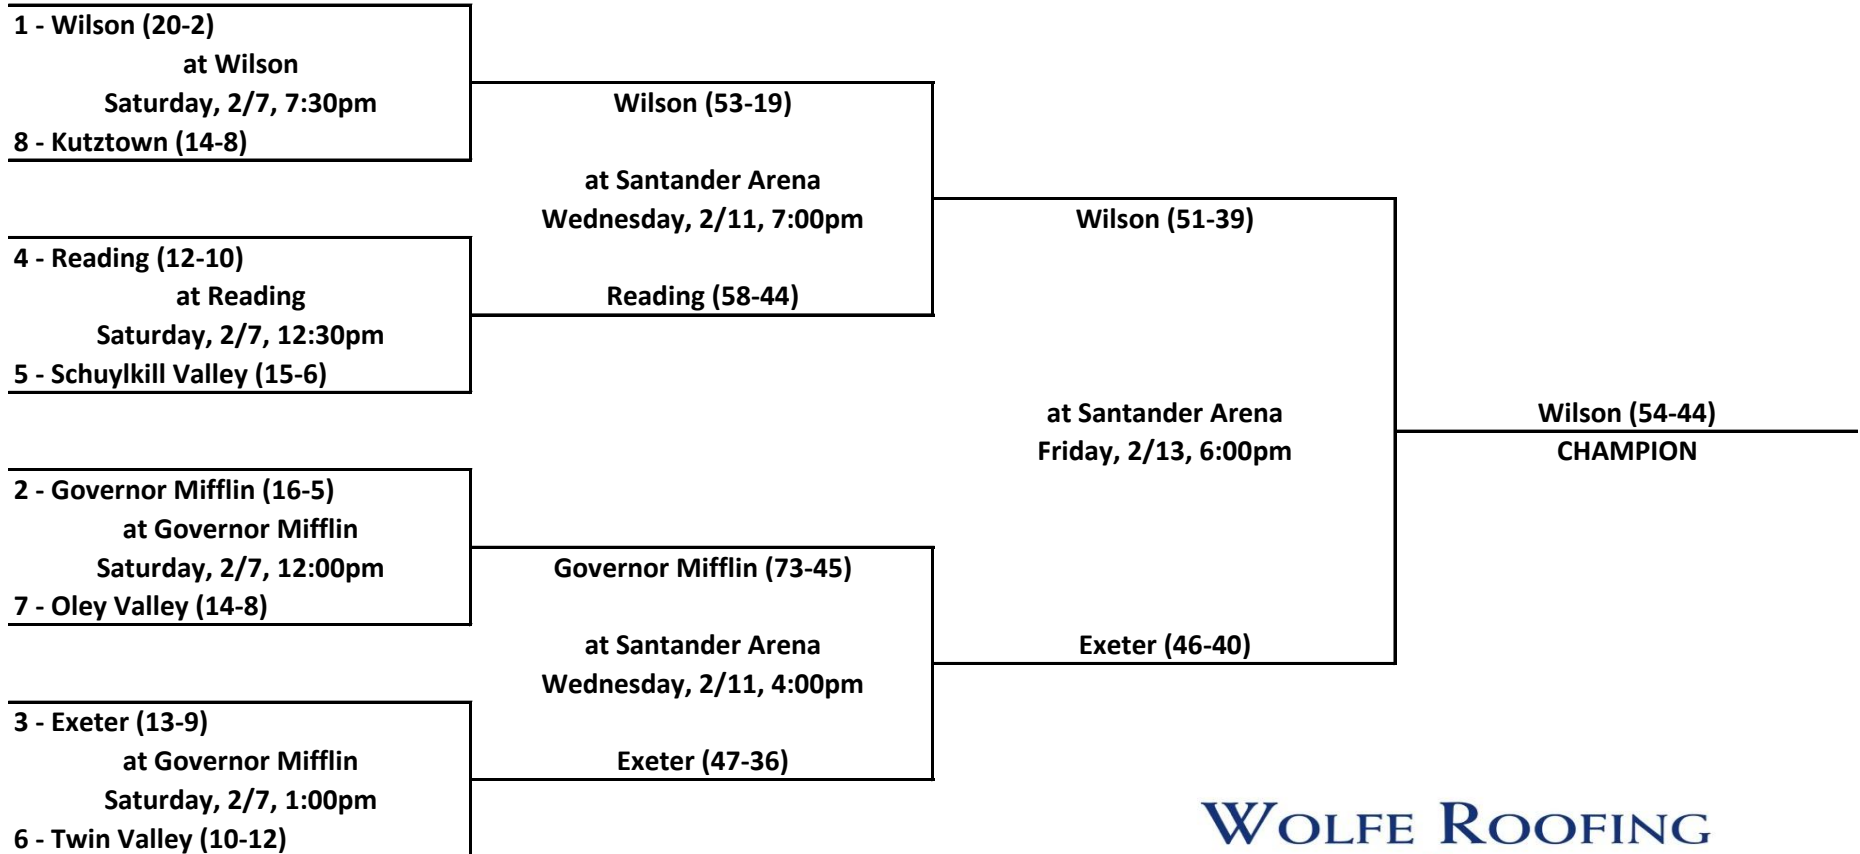 1 - Wilson (20-2)
at Wilson
Saturday, 2/7, 7:30pm
8 - Kutztown (14-8)
Wilson (53-19)
at Santander Arena
Wednesday, 2/11, 7:00pm
4 - Reading (12-10)
at Reading
Saturday, 2/7, 12:30pm
5 - Schuylkill Valley (15-6)
Reading (58-44)
Wilson (51-39)
at Santander Arena
Friday, 2/13, 6:00pm
Wilson (54-44)
CHAMPION
2 - Governor Mifflin (16-5)
at Governor Mifflin
Saturday, 2/7, 12:00pm
7 - Oley Valley (14-8)
Governor Mifflin (73-45)
at Santander Arena
Wednesday, 2/11, 4:00pm
Exeter (46-40)
3 - Exeter (13-9)
at Governor Mifflin
Saturday, 2/7, 1:00pm
6 - Twin Valley (10-12)
Exeter (47-36)
WOLFE ROOFING